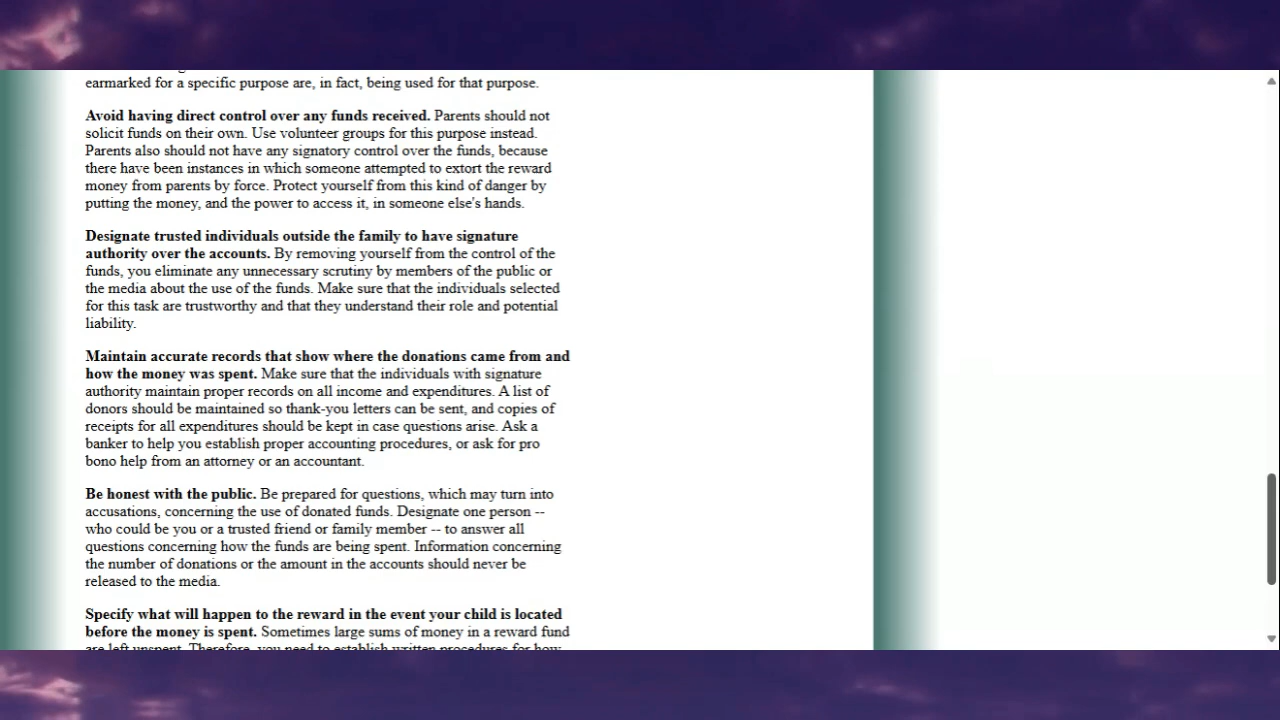 earmarked for a specific purpose are, in fact, being used for that purpose.
Avoid having direct control over any funds received. Parents should not
solicit funds on their own. Use volunteer groups for this purpose instead.
Parents also should not have any signatory control over the funds, because
there have been instances in which someone attempted to extort the reward
money from parents by force. Protect yourself from this kind of danger by
putting the money, and the power to access it, in someone else's hands.
Designate trusted individuals outside the family to have signature
authority over the accounts. By removing yourself from the control of the
funds, you eliminate any unnecessary scrutiny by members of the public or
the media about the use of the funds. Make sure that the individuals selected
for this task are trustworthy and that they understand their role and potential
liability.
Maintain accurate records that show where the donations came from and
how the money was spent. Make sure that the individuals with signature
authority maintain proper records on all income and expenditures. A list of
donors should be maintained so thank-you letters can be sent, and copies of
receipts for all expenditures should be kept in case questions arise. Ask a
banker to help you establish proper accounting procedures, or ask for pro
bono help from an attorney or an accountant.
Be honest with the public. Be prepared for questions, which may turn into
accusations, concerning the use of donated funds. Designate one person --
who could be you or a trusted friend or family member -- to answer all
questions concerning how the funds are being spent. Information concerning
the number of donations or the amount in the accounts should never be
released to the media.
Specify what will happen to the reward in the event your child is located
before the money is spent. Sometimes large sums of money in a reward fund
are left unspent. Therefore, you need to establish written procedures for how